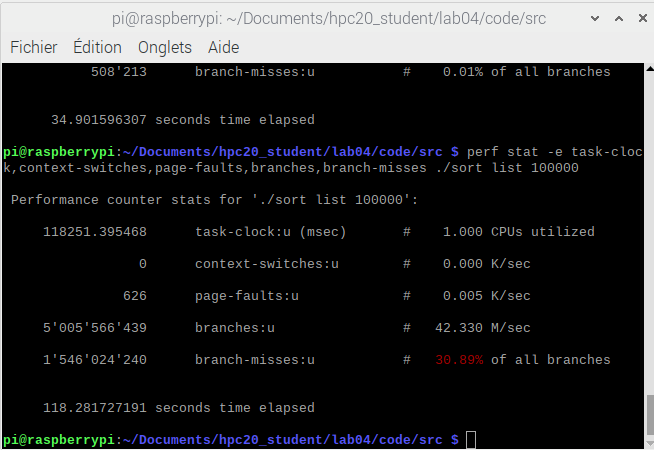 pi@raspberrypi: ~/Documents/hpc20_student/lab04/code/src
Fichier Édition Onglets Aide
508'213 branch-misses:u # 0.01% of all branches
34.901596307 seconds time elapsed
pi@raspberrypi:~/Documents/hpc20_student/lab04/code/src $ perf stat -e task-cloc
k,context-switches,page-faults,branches,branch-misses ./sort list 100000
Performance counter stats for './sort list 100000':
118251.395468 task-clock:u (msec) # 1.000 CPUs utilized
0 context-switches:u # 0.000 K/sec
626 page-faults:u # 0.005 K/sec
5'005'566'439 branches:u # 42.330 M/sec
1'546'024'240 branch-misses:u # 30.89% of all branches
118.281727191 seconds time elapsed
pi@raspberrypi:~/Documents/hpc20_student/lab04/code/src $